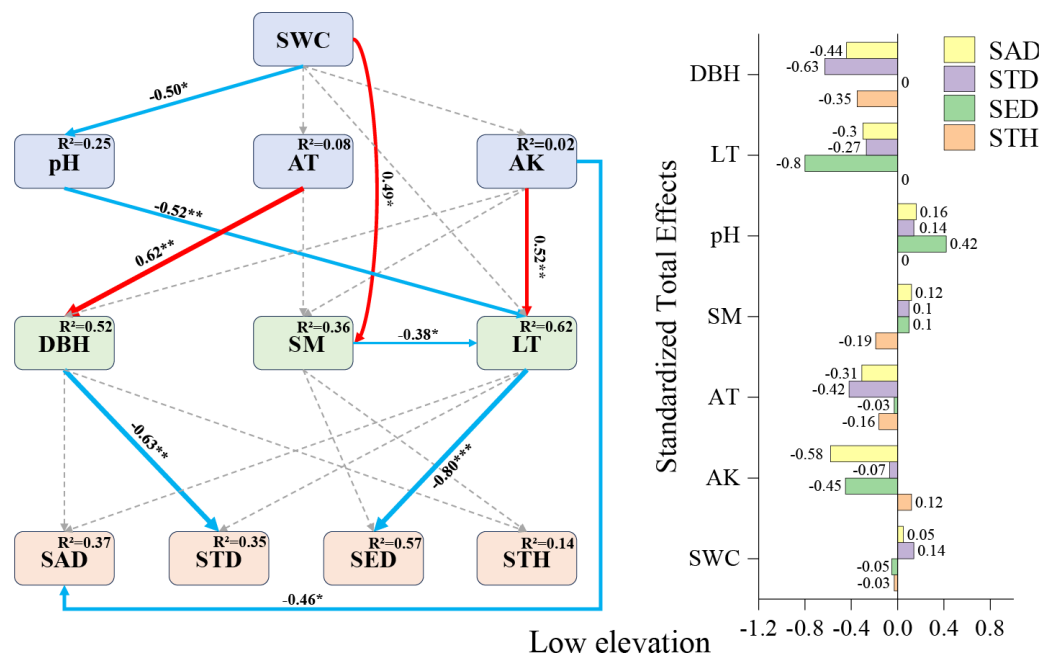 SWC
-0.50*
R²=0.25
pH
R²=0.08
AT
R²=0.02
AK
0.49*
-0.52**
0.62**
0.52**
R²=0.52
DBH
R²=0.36
SM
-0.38*
R²=0.62
LT
-0.63**
-0.80***
R²=0.37
SAD
R²=0.35
STD
R²=0.57
SED
R²=0.14
STH
-0.46*
Low elevation
Standardized Total Effects
SAD
STD
SED
STH
DBH
-0.44
-0.63
0
-0.35
LT
-0.3
-0.27
-0.8
0
pH
0.16
0.14
0.42
0
SM
0.12
0.1
0.1
-0.19
AT
-0.31
-0.42
-0.03
-0.16
AK
-0.58
-0.07
-0.45
0.12
SWC
0.05
0.14
-0.05
-0.03
-1.2 -0.8 -0.4 0.0 0.4 0.8